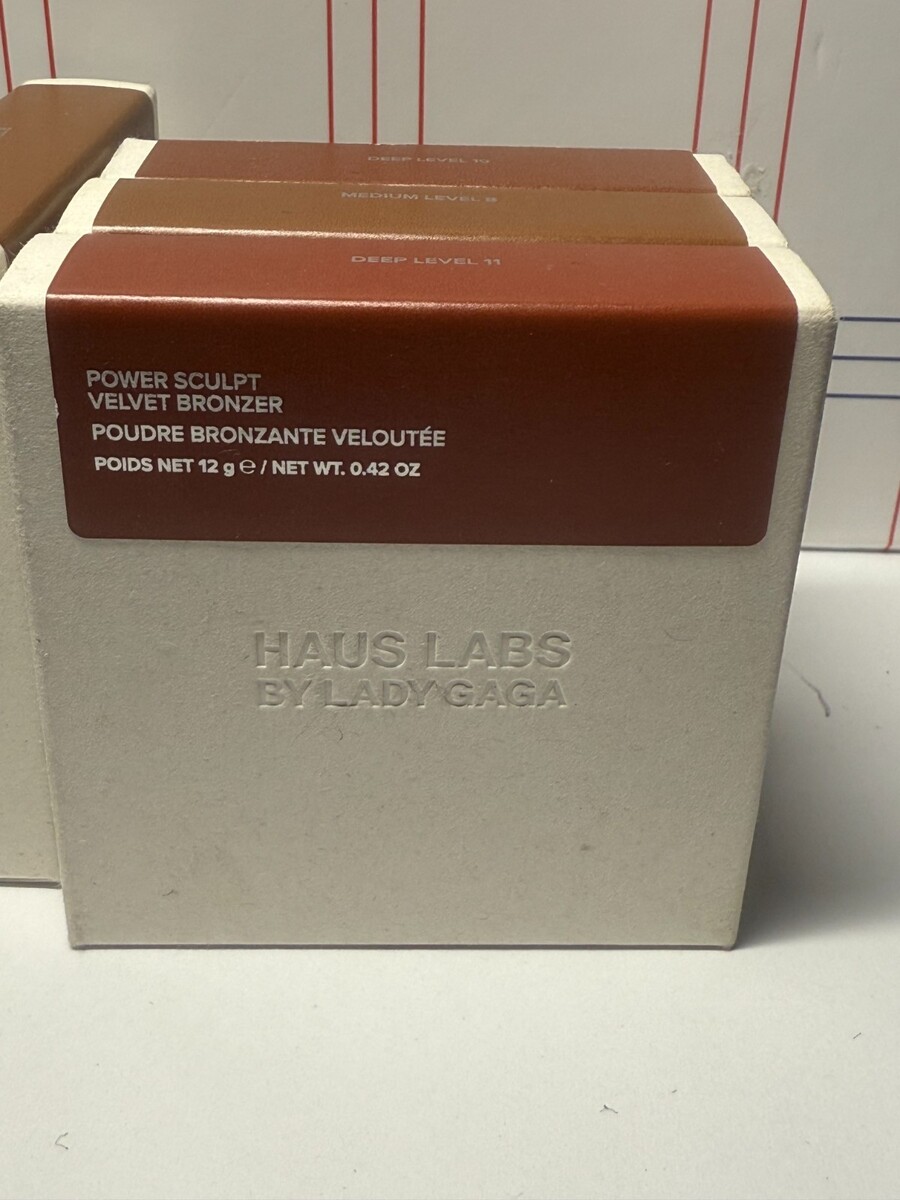 DEEP LEVEL 10
MEDIUM LEVEL 8
DEEP LEVEL 11
POWER SCULPT
VELVET BRONZER
POUDRE BRONZANTE VELOUTÉE
POIDS NET 12 g ℮ / NET WT. 0.42 OZ
HAUS LABS
BY LADY GAGA